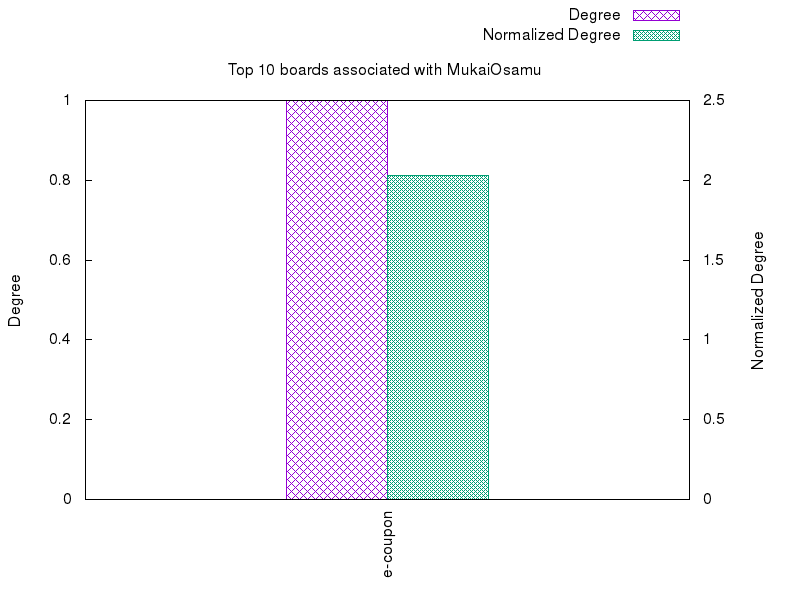 Degree
Normalized Degree
Top 10 boards associated with MukaiOsamu
1
0.8
0.6
0.4
0.2
0
2.5
2
1.5
1
0.5
0
Degree
Normalized Degree
e-coupon